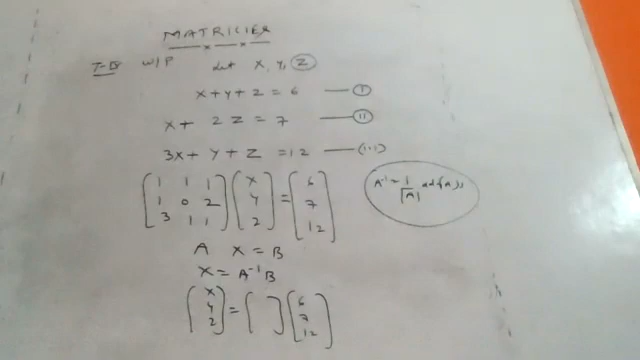 MATRICIES
W/P Let X, Y, Z
x+y+z=6 —— (I)
x+ 2z=7 —— (II)
3x+y+z=12 —— (III)
( 1 1 1 ) ( x ) = ( 6 )
( 1 0 2 ) ( y ) ( 7 )
( 3 1 1 ) ( z ) ( 12 )
A⁻¹ = 1/|A| adj(A)
A X = B
X = A⁻¹B
( x ) = ( ) ( 6 )
( y ) ( 7 )
( z ) ( 12 )